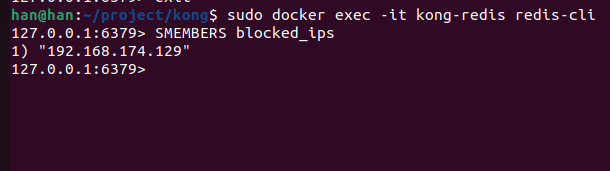 han@han:~/project/kong$ sudo docker exec -it kong-redis redis-cli
127.0.0.1:6379> SMEMBERS blocked_ips
1) "192.168.174.129"
127.0.0.1:6379>